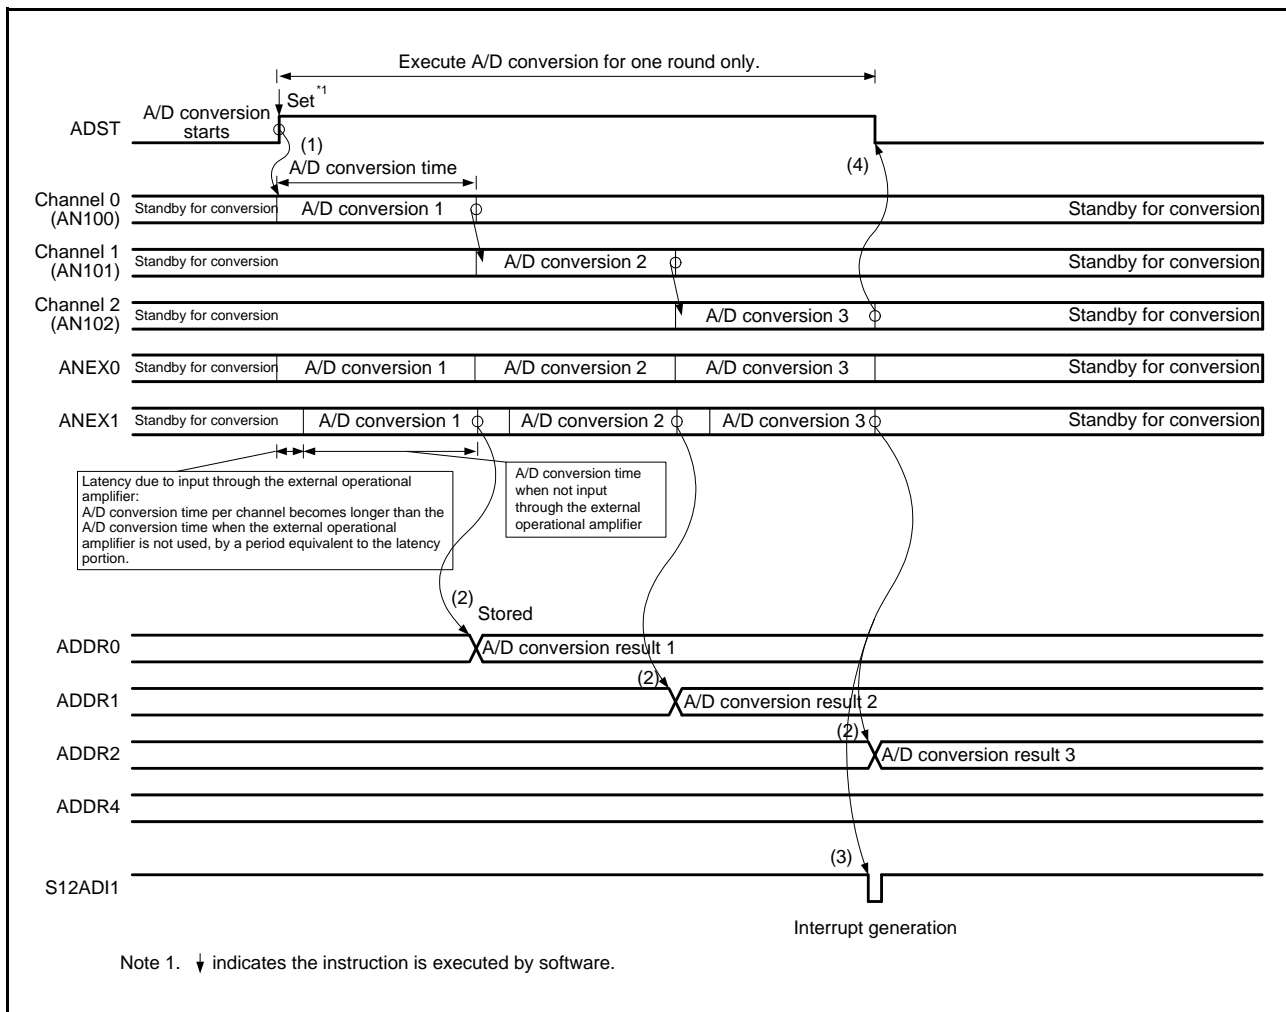 Execute A/D conversion for one round only.
Set*1
A/D conversion
starts
ADST
(1)
(4)
A/D conversion time
Channel 0
(AN100)
Standby for conversion
A/D conversion 1
Standby for conversion
Channel 1
(AN101)
Standby for conversion
A/D conversion 2
Standby for conversion
Channel 2
(AN102)
Standby for conversion
A/D conversion 3
Standby for conversion
ANEX0
Standby for conversion
A/D conversion 1
A/D conversion 2
A/D conversion 3
Standby for conversion
ANEX1
Standby for conversion
A/D conversion 1
A/D conversion 2
A/D conversion 3
Standby for conversion
Latency due to input through the external operational
amplifier:
A/D conversion time per channel becomes longer than the
A/D conversion time when the external operational
amplifier is not used, by a period equivalent to the latency
portion.
A/D conversion time
when not input
through the external
operational amplifier
(2)
Stored
ADDR0
A/D conversion result 1
(2)
ADDR1
A/D conversion result 2
(2)
ADDR2
A/D conversion result 3
ADDR4
(3)
S12ADI1
Interrupt generation
Note 1. ↓ indicates the instruction is executed by software.